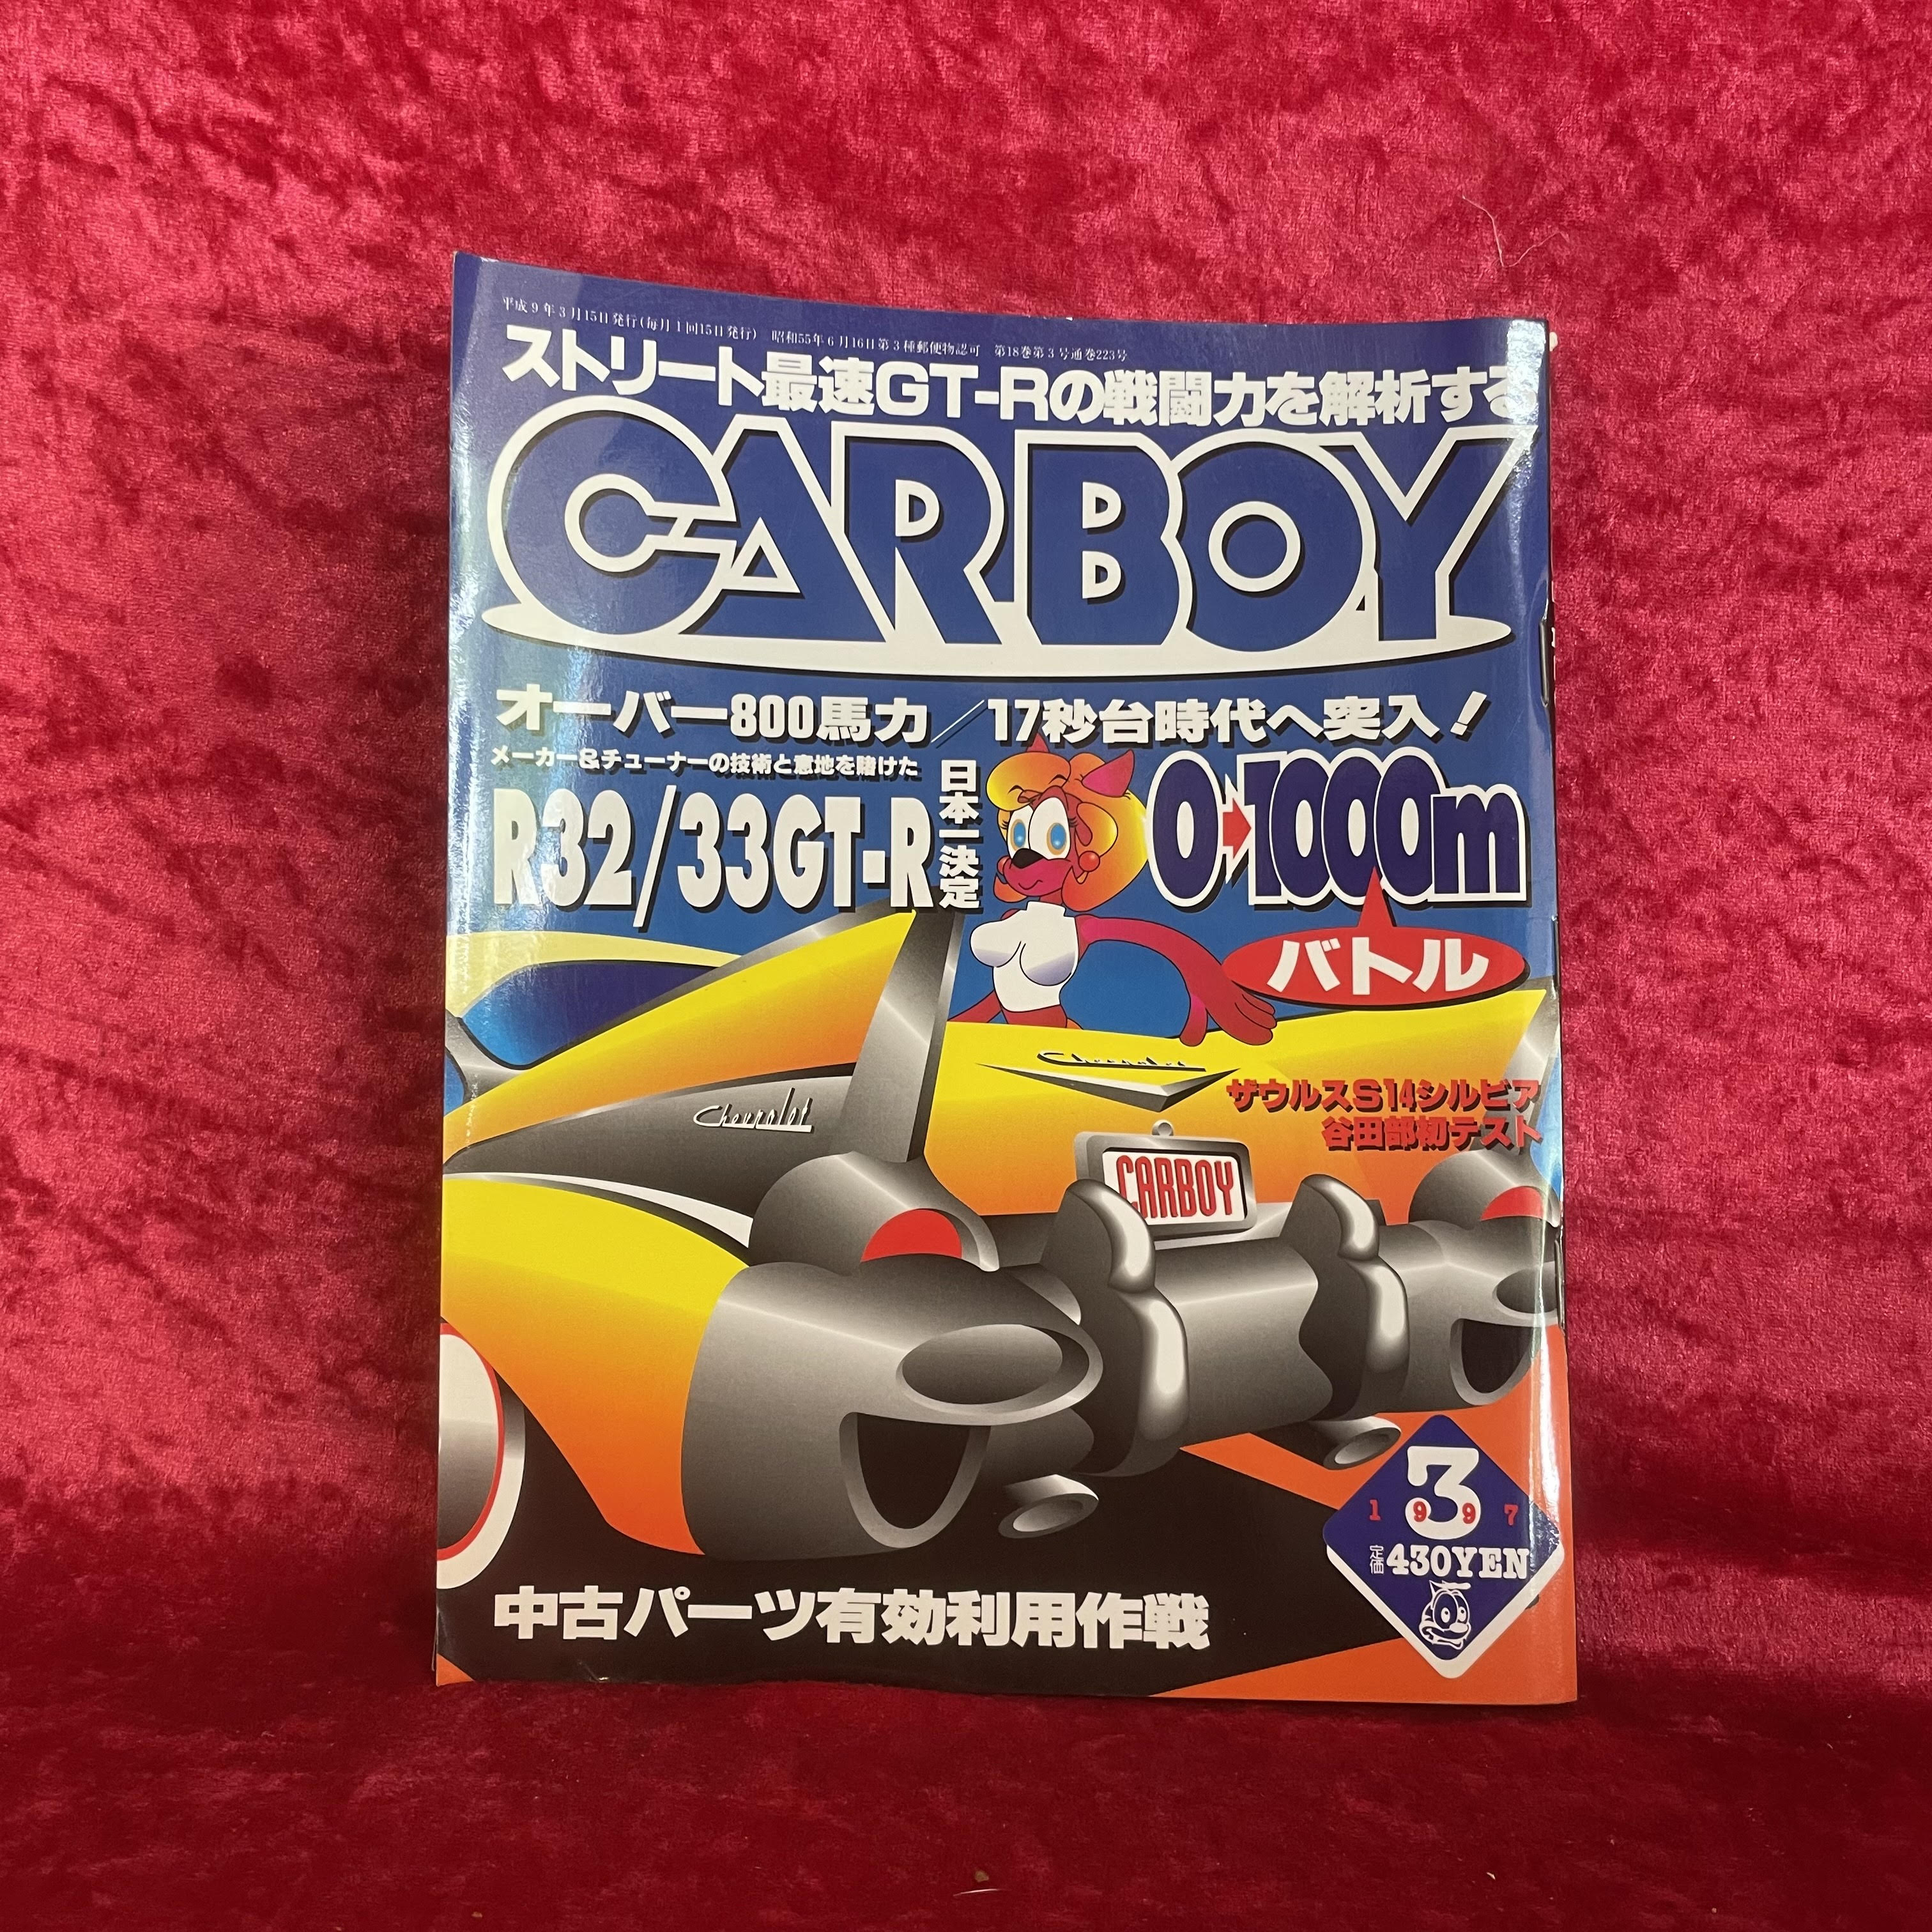 平成9年3月15日発行(毎月1回15日発行) 昭和55年6月16日第3種郵便物認可 第18巻第3号通巻223号
ストリート最速GT-Rの戦闘力を解析する
CARBOY
オーバー800馬力／17秒台時代へ突入！
メーカー&チューナーの技術と意地を賭けた
R32/33GT-R
日本一決定
0→1000m
バトル
Chevrolet
Chevrolet
ザウルスS14シルビア
谷田部初テスト
CARBOY
3
1997
定価430YEN
中古パーツ有効利用作戦